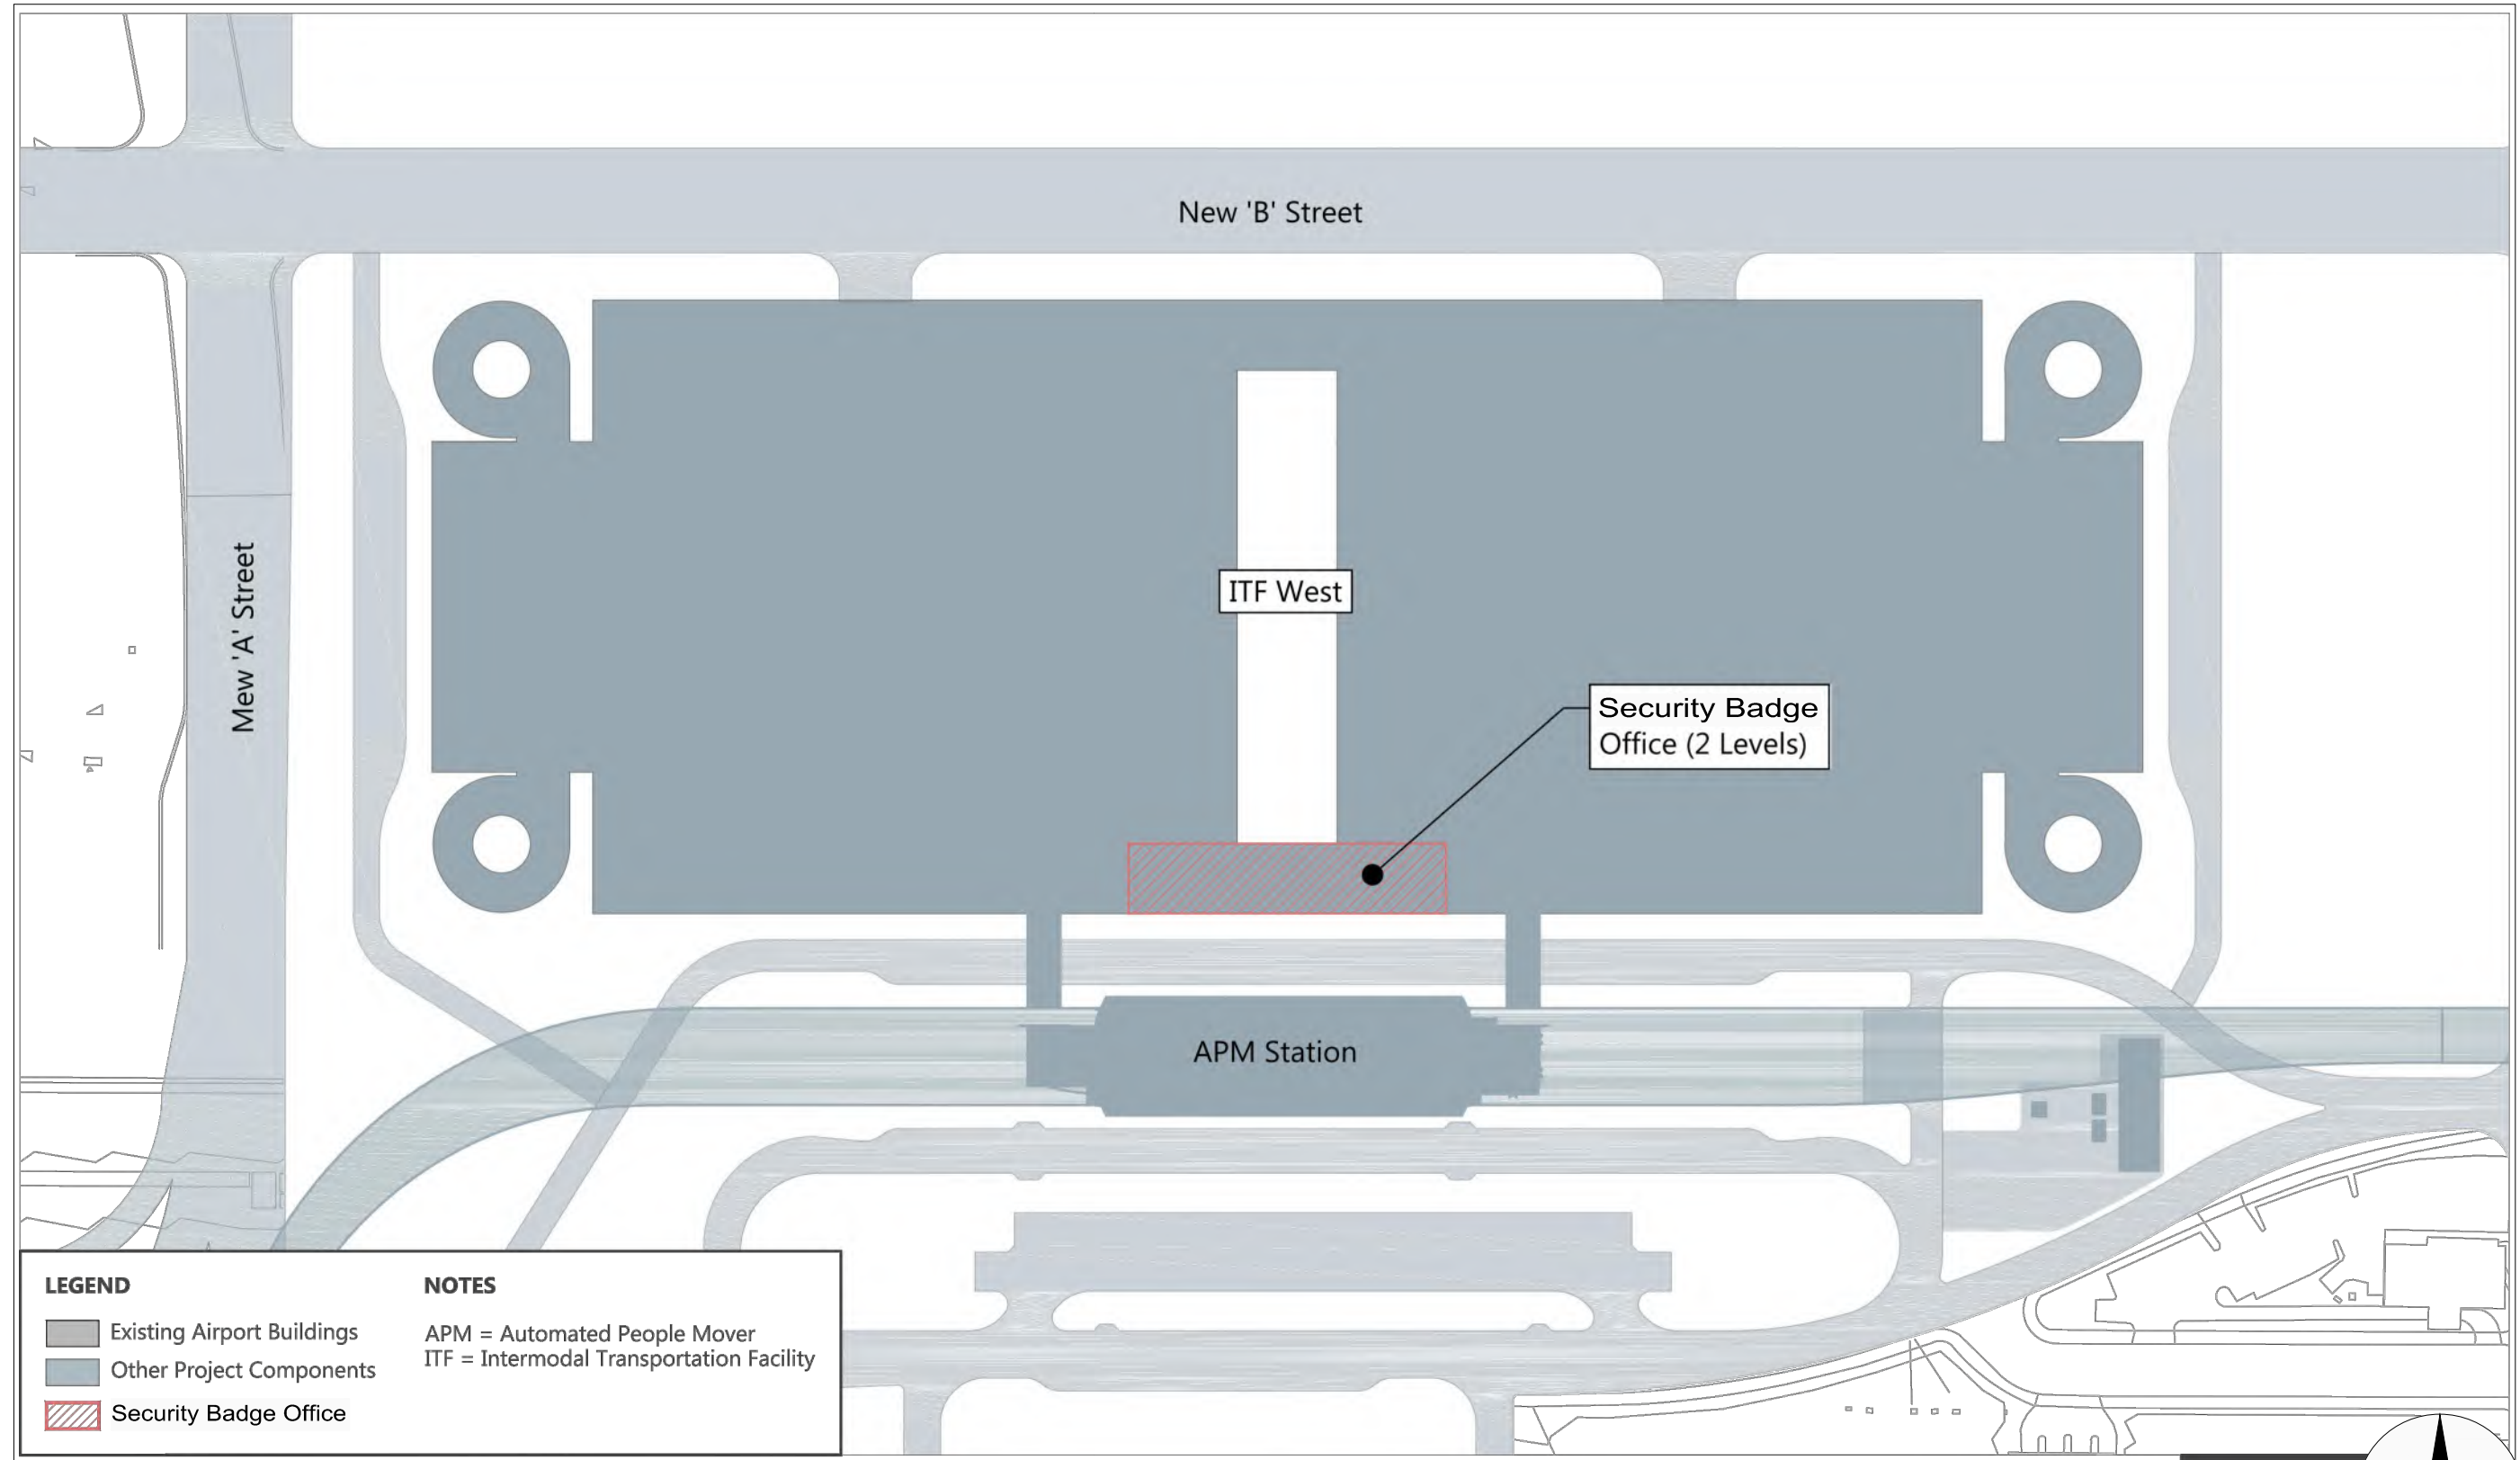 New 'B' Street
Mew 'A' Street
ITF West
Security Badge
Office (2 Levels)
APM Station
LEGEND
Existing Airport Buildings
Other Project Components
Security Badge Office
NOTES
APM = Automated People Mover
ITF = Intermodal Transportation Facility